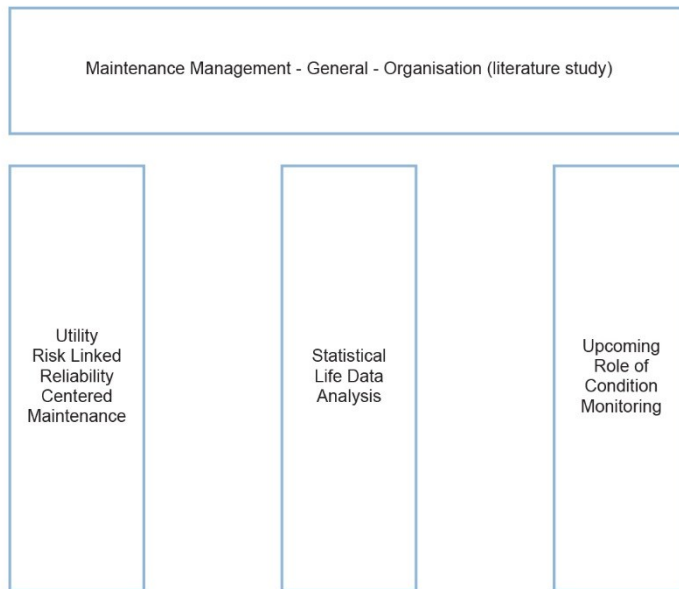 Maintenance Management - General - Organisation (literature study)
Utility
Risk Linked
Reliability
Centered
Maintenance
Statistical
Life Data
Analysis
Upcoming
Role of
Condition
Monitoring